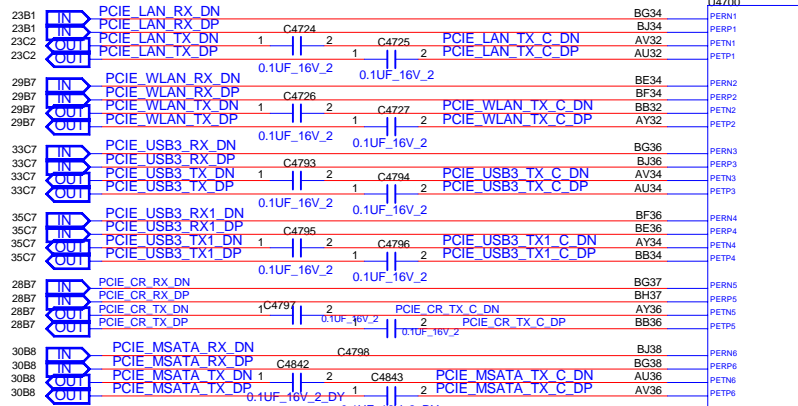 U4700
23B1 IN PCIE_LAN_RX_DN BG34 PERN1
23B1 IN PCIE_LAN_RX_DP C4724 BJ34 PERP1
23C2 OUT PCIE_LAN_TX_DN 1 2 C4725 PCIE_LAN_TX_C_DN AV32 PETN1
23C2 OUT PCIE_LAN_TX_DP 1 2 PCIE_LAN_TX_C_DP AU32 PETP1
0.1UF_16V_2 0.1UF_16V_2
29B7 IN PCIE_WLAN_RX_DN BE34 PERN2
29B7 IN PCIE_WLAN_RX_DP C4726 BF34 PERP2
29B7 OUT PCIE_WLAN_TX_DN 1 2 C4727 PCIE_WLAN_TX_C_DN BB32 PETN2
29B7 OUT PCIE_WLAN_TX_DP 1 2 PCIE_WLAN_TX_C_DP AY32 PETP2
0.1UF_16V_2 0.1UF_16V_2
33C7 IN PCIE_USB3_RX_DN BG36 PERN3
33C7 IN PCIE_USB3_RX_DP C4793 BJ36 PERP3
33C7 OUT PCIE_USB3_TX_DN 1 2 C4794 PCIE_USB3_TX_C_DN AV34 PETN3
33C7 OUT PCIE_USB3_TX_DP 1 2 PCIE_USB3_TX_C_DP AU34 PETP3
0.1UF_16V_2 0.1UF_16V_2
35C7 IN PCIE_USB3_RX1_DN BF36 PERN4
35C7 IN PCIE_USB3_RX1_DP C4795 BE36 PERP4
35C7 OUT PCIE_USB3_TX1_DN 1 2 C4796 PCIE_USB3_TX1_C_DN AY34 PETN4
35C7 OUT PCIE_USB3_TX1_DP 1 2 PCIE_USB3_TX1_C_DP BB34 PETP4
0.1UF_16V_2 0.1UF_16V_2
28B7 IN PCIE_CR_RX_DN BG37 PERN5
28B7 IN PCIE_CR_RX_DP BH37 PERP5
28B7 OUT PCIE_CR_TX_DN 1 C4797 2 PCIE_CR_TX_C_DN AY36 PETN5
28B7 OUT PCIE_CR_TX_DP 0.1UF_16V_2 1 2 PCIE_CR_TX_C_DP BB36 PETP5
0.1UF_16V_2
30B8 IN PCIE_MSATA_RX_DN C4798 BJ38 PERN6
30B8 IN PCIE_MSATA_RX_DP C4842 BG38 PERP6
30B8 OUT PCIE_MSATA_TX_DN 1 2 C4843 PCIE_MSATA_TX_C_DN AU36 PETN6
30B8 OUT PCIE_MSATA_TX_DP 1 2 PCIE_MSATA_TX_C_DP AV36 PETP6
0.1UF_16V_2_DY